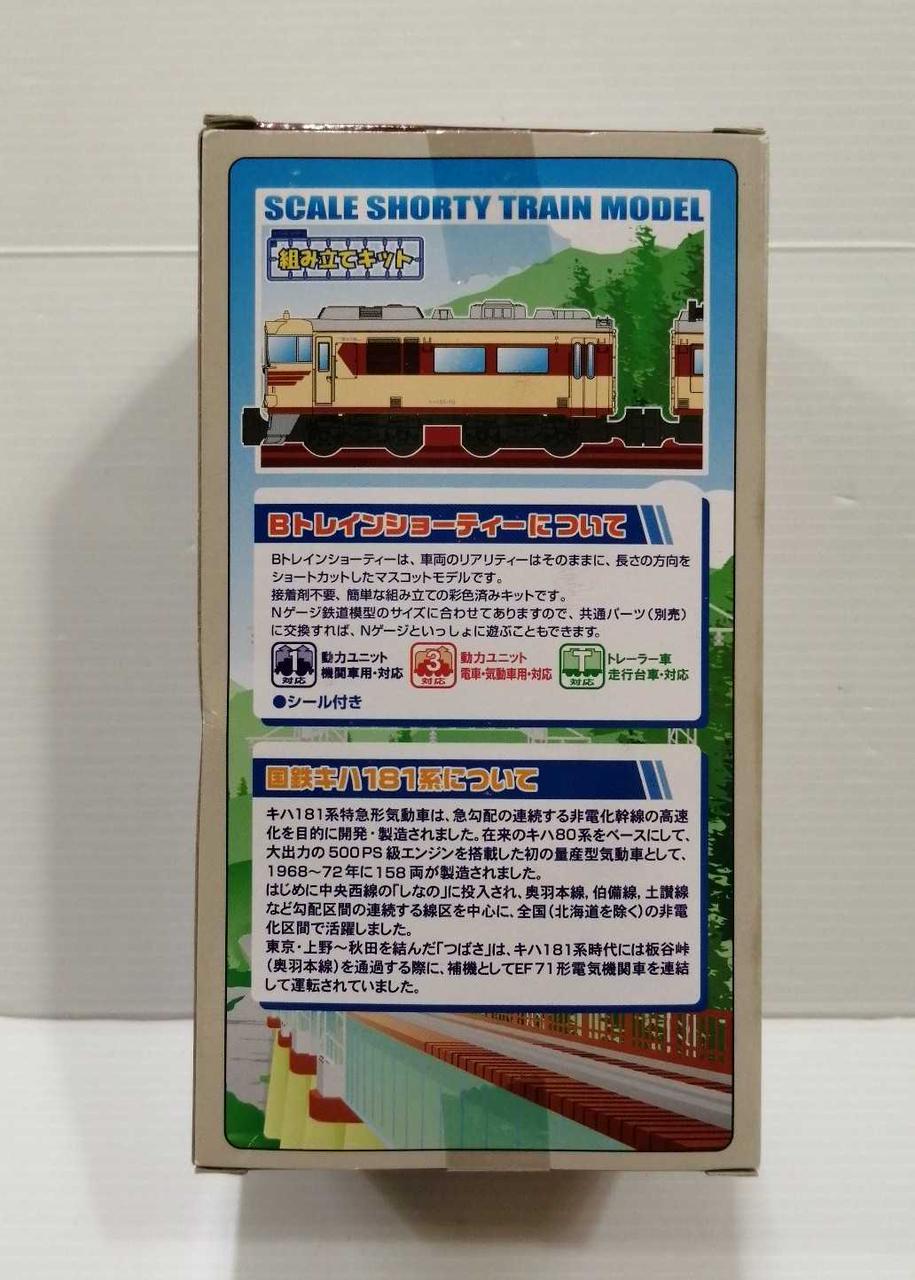 SCALE SHORTY TRAIN MODEL
組み立てキット
Bトレインショーティーについて
Bトレインショーティーは、車両のリアリティーはそのままに、長さの方向を
ショートカットしたマスコットモデルです。
接着剤不要、簡単な組み立ての彩色済みキットです。
Nゲージ鉄道模型のサイズに合わせてありますので、共通パーツ(別売)
に交換すれば、Nゲージといっしょに遊ぶこともできます。
1 対応 動力ユニット 機関車用・対応
3 対応 動力ユニット 電車・気動車用・対応
T 対応 トレーラー車 走行台車・対応
●シール付き
国鉄キハ181系について
キハ181系特急形気動車は、急勾配の連続する非電化幹線の高速
化を目的に開発・製造されました。在来のキハ80系をベースにして、
大出力の500PS級エンジンを搭載した初の量産型気動車として、
1968〜72年に158両が製造されました。
はじめに中央西線の「しなの」に投入され、奥羽本線、伯備線、土讃線
など勾配区間の連続する線区を中心に、全国(北海道を除く)の非電
化区間で活躍しました。
東京・上野〜秋田を結んだ「つばさ」は、キハ181系時代には板谷峠
(奥羽本線)を通過する際に、補機としてEF71形電気機関車を連結
して運転されていました。